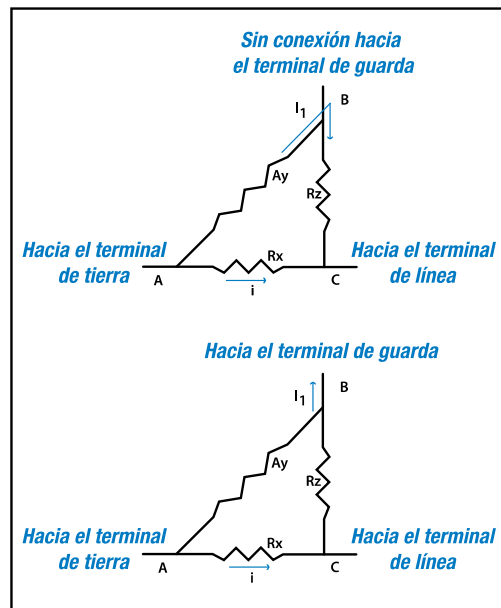 Sin conexión hacia
el terminal de guarda
B
I1
Ay
Rz
Hacia el terminal
de tierra
Rx
Hacia el terminal
de línea
A
i
C
Hacia el terminal de guarda
B
I1
Ay
Rz
Hacia el terminal
de tierra
Rx
Hacia el terminal
de línea
A
i
C